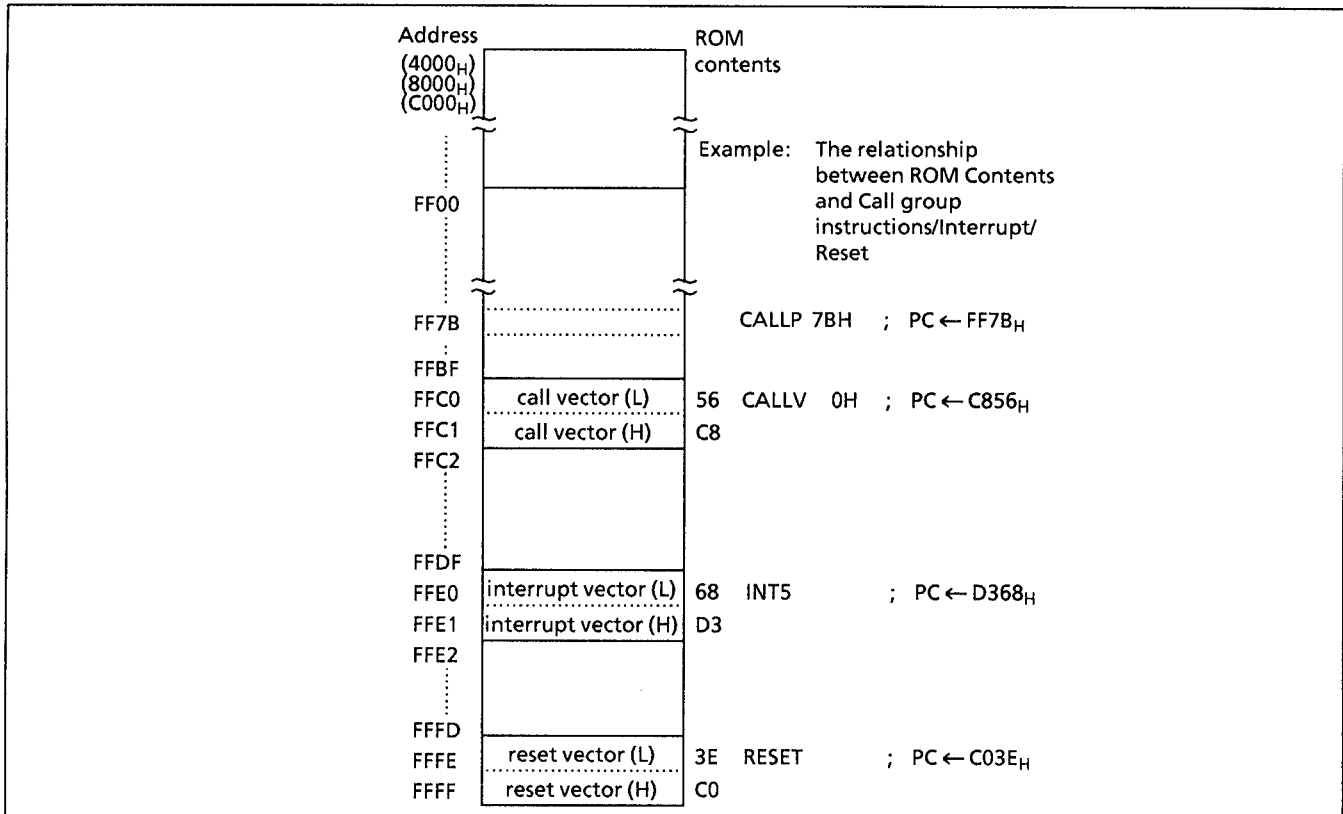 Address ROM
(4000H) contents
(8000H)
(C000H)
Example: The relationship
between ROM Contents
and Call group
instructions/Interrupt/
Reset
FF00
FF7B CALLP 7BH ; PC ← FF7BH
FFBF
FFC0 call vector (L) 56 CALLV 0H ; PC ← C856H
FFC1 call vector (H) C8
FFC2
FFDF
FFE0 interrupt vector (L) 68 INT5 ; PC ← D368H
FFE1 interrupt vector (H) D3
FFE2
FFFD
FFFE reset vector (L) 3E RESET ; PC ← C03EH
FFFF reset vector (H) C0